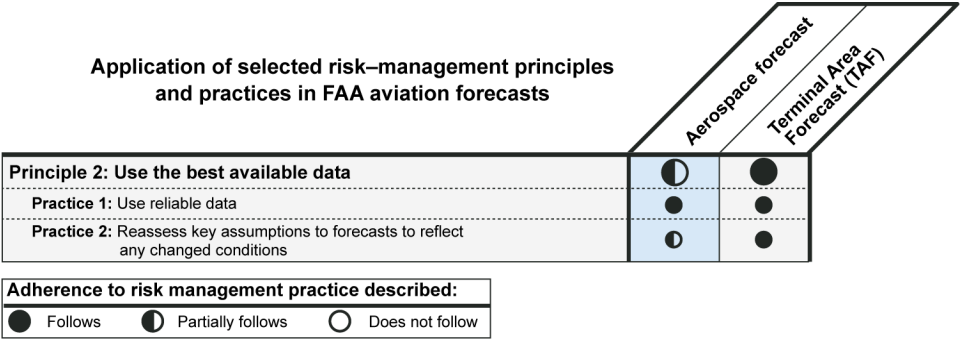 Application of selected risk–management principles
and practices in FAA aviation forecasts
Aerospace forecast
Terminal Area
Forecast (TAF)
Principle 2: Use the best available data
Practice 1: Use reliable data
Practice 2: Reassess key assumptions to forecasts to reflect
any changed conditions
Adherence to risk management practice described:
Follows Partially follows Does not follow